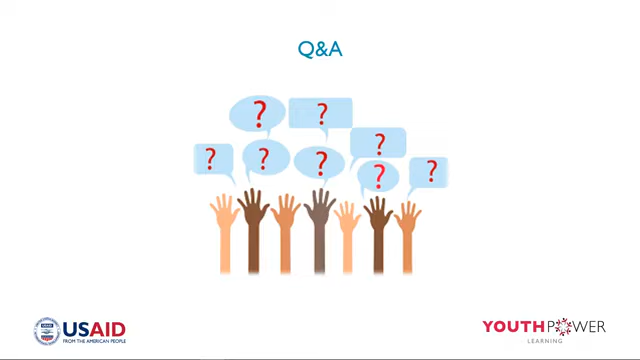 Q&A
? ?
? ? ? ? ? ?
USAID
FROM THE AMERICAN PEOPLE
YOUTHPOWER
LEARNING